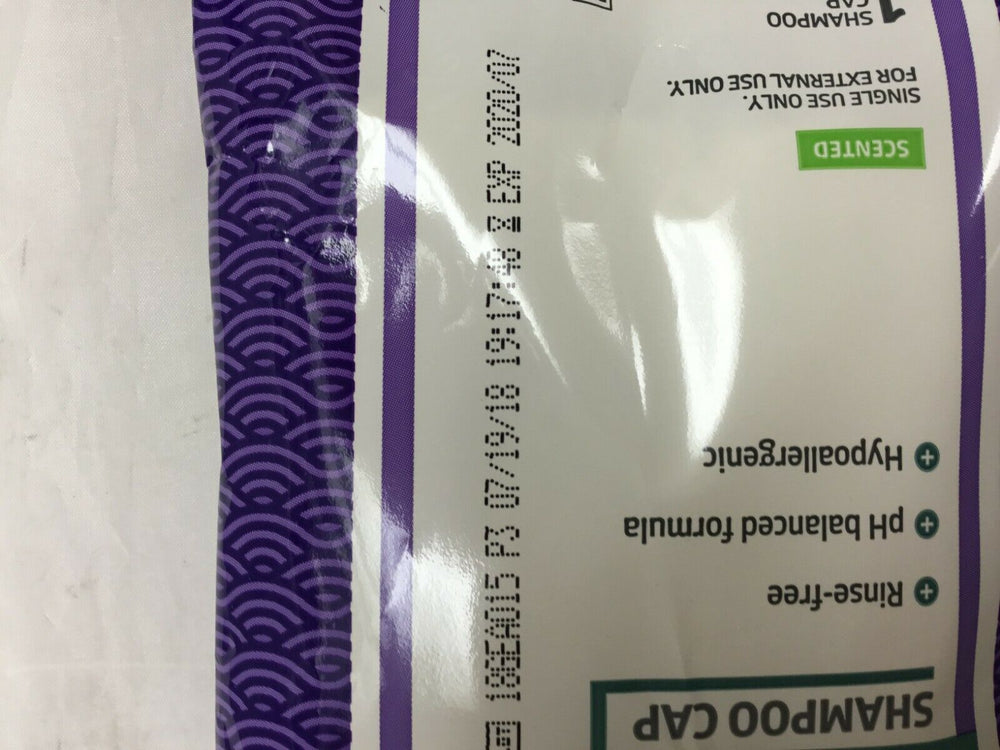 SHAMPOO CAP
Rinse-free
pH balanced formula
Hypoallergenic
SCENTED
SINGLE USE ONLY.
FOR EXTERNAL USE ONLY.
1 SHAMPOO
CAP
P3 07/19/18 19:17:48 EXP 2020/07